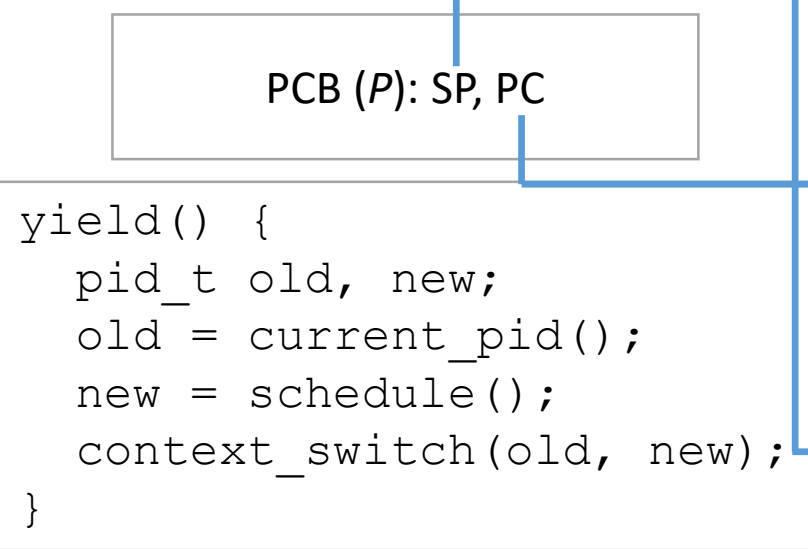 PCB (P): SP, PC
yield() {
pid_t old, new;
old = current_pid();
new = schedule();
context_switch(old, new);
}